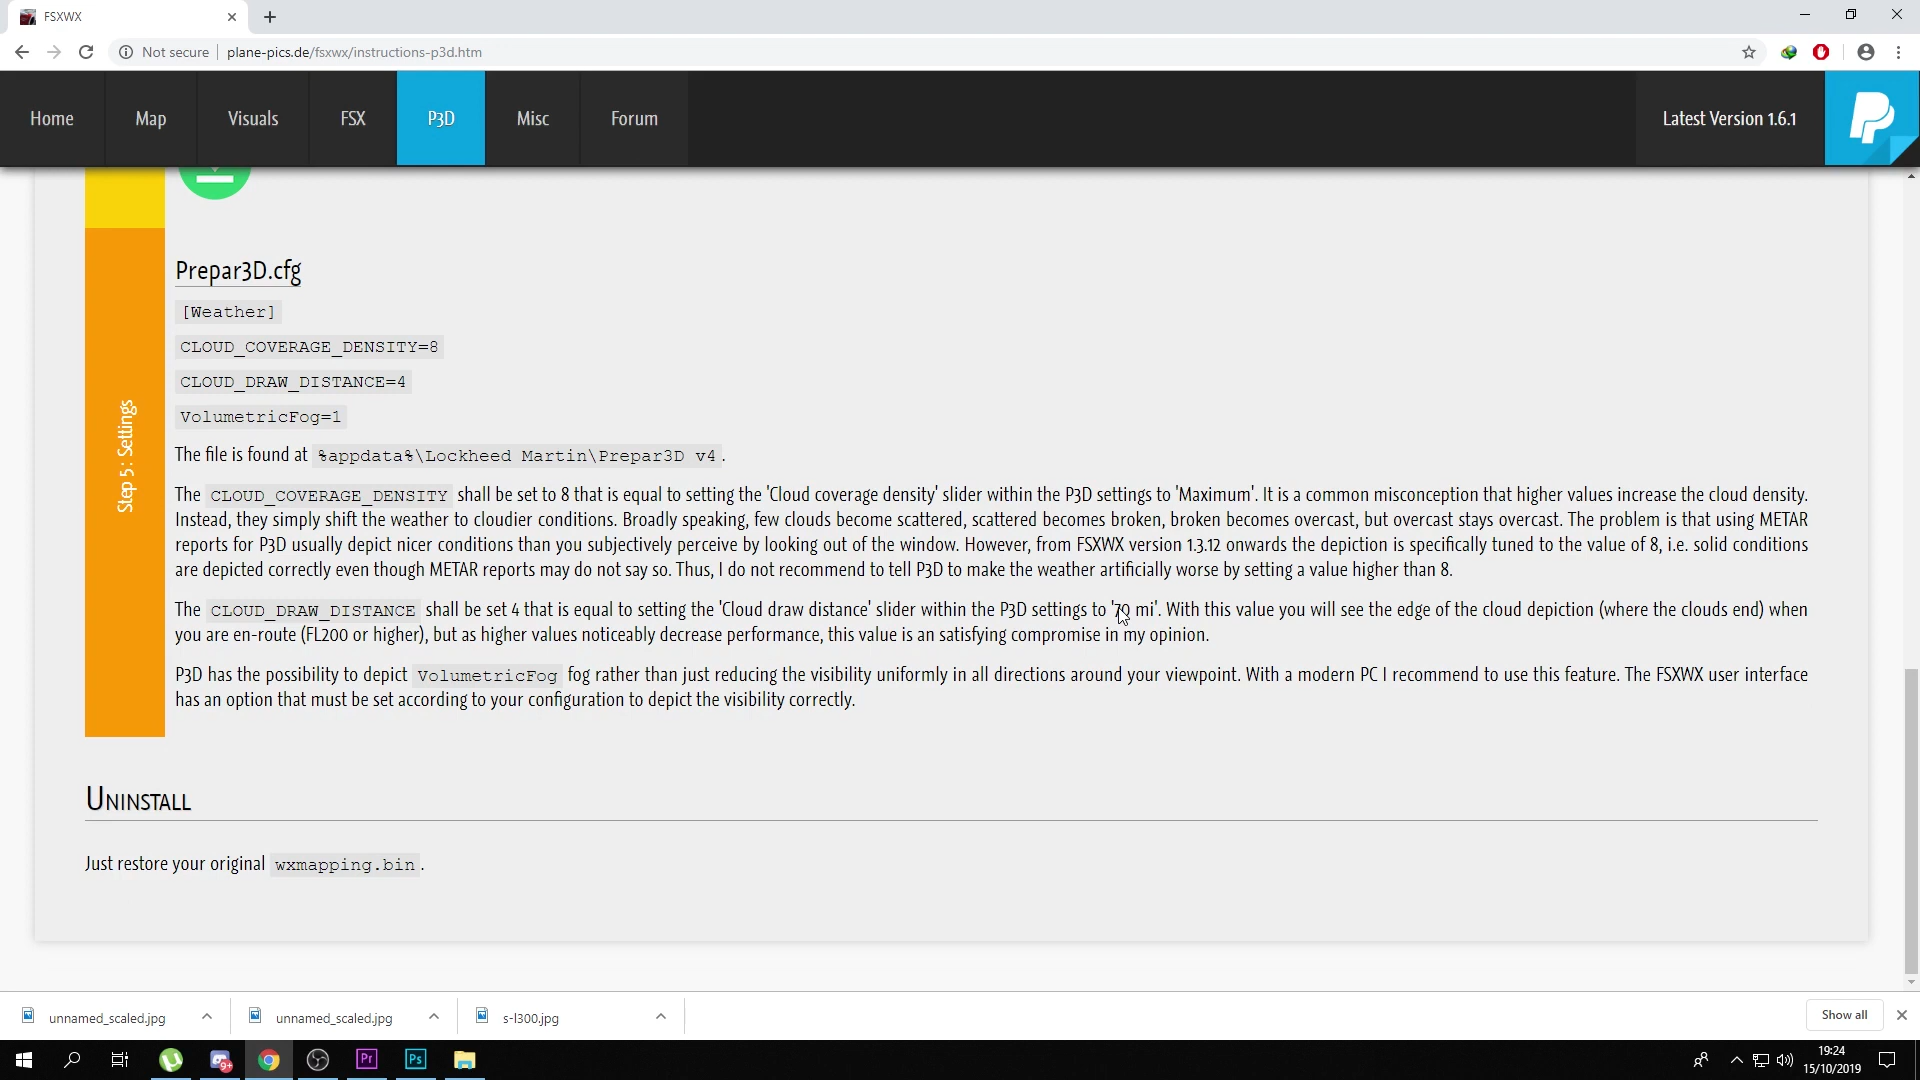 FSXWX
Not secure
plane-pics.de/fsxwx/instructions-p3d.htm
Home
Map
Visuals
FSX
P3D
Misc
Forum
Latest Version 1.6.1
Step 5 : Settings
Prepar3D.cfg
[Weather]
CLOUD_COVERAGE_DENSITY=8
CLOUD_DRAW_DISTANCE=4
VolumetricFog=1
The file is found at %appdata%\Lockheed Martin\Prepar3D v4 .
The CLOUD_COVERAGE_DENSITY shall be set to 8 that is equal to setting the 'Cloud coverage density' slider within the P3D settings to 'Maximum'. It is a common misconception that higher values increase the cloud density.
Instead, they simply shift the weather to cloudier conditions. Broadly speaking, few clouds become scattered, scattered becomes broken, broken becomes overcast, but overcast stays overcast. The problem is that using METAR
reports for P3D usually depict nicer conditions than you subjectively perceive by looking out of the window. However, from FSXWX version 1.3.12 onwards the depiction is specifically tuned to the value of 8, i.e. solid conditions
are depicted correctly even though METAR reports may do not say so. Thus, I do not recommend to tell P3D to make the weather artificially worse by setting a value higher than 8.
The CLOUD_DRAW_DISTANCE shall be set 4 that is equal to setting the 'Cloud draw distance' slider within the P3D settings to '70 mi'. With this value you will see the edge of the cloud depiction (where the clouds end) when
you are en-route (FL200 or higher), but as higher values noticeably decrease performance, this value is an satisfying compromise in my opinion.
P3D has the possibility to depict VolumetricFog fog rather than just reducing the visibility uniformly in all directions around your viewpoint. With a modern PC I recommend to use this feature. The FSXWX user interface
has an option that must be set according to your configuration to depict the visibility correctly.
Uninstall
Just restore your original wxmapping.bin .
unnamed_scaled.jpg
unnamed_scaled.jpg
s-l300.jpg
Show all
9+
Pr
Ps
19:24
15/10/2019